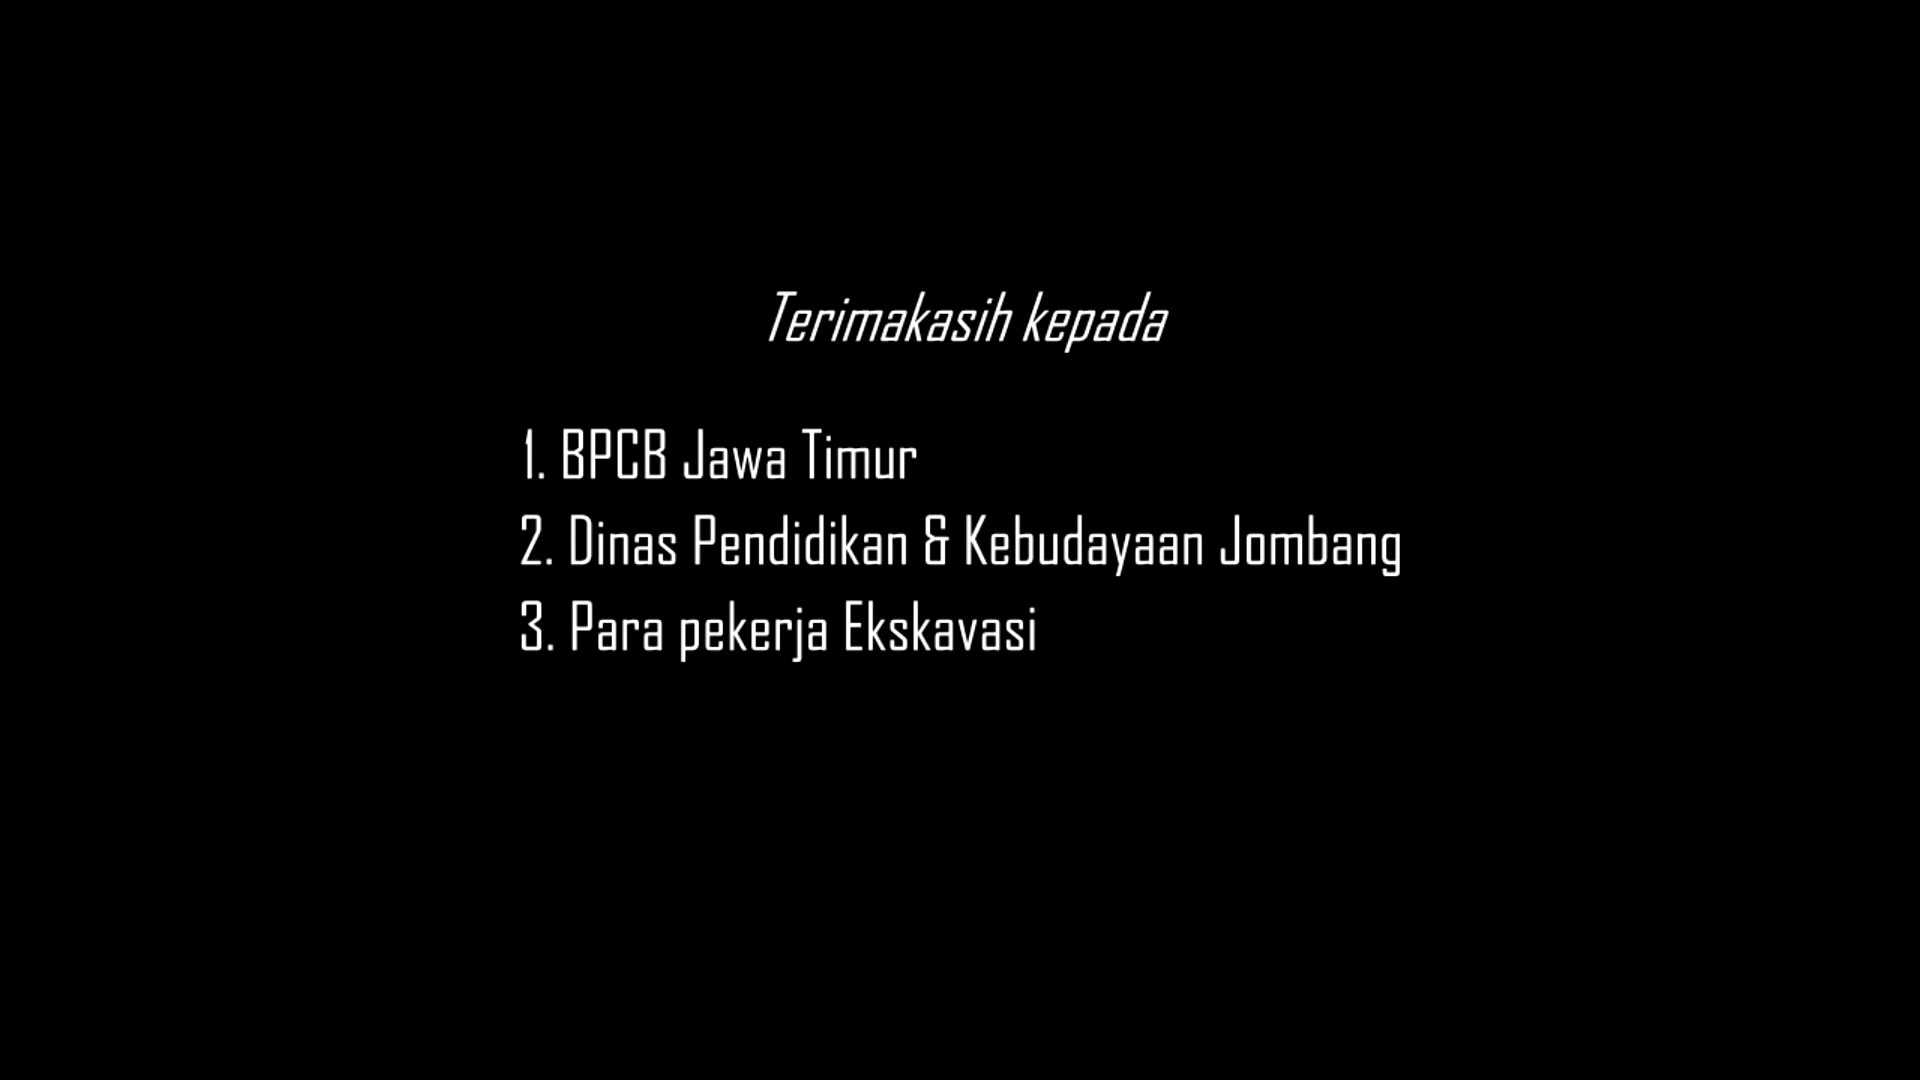 Terimakasih kepada
1. BPCB Jawa Timur
2. Dinas Pendidikan & Kebudayaan Jombang
3. Para pekerja Ekskavasi